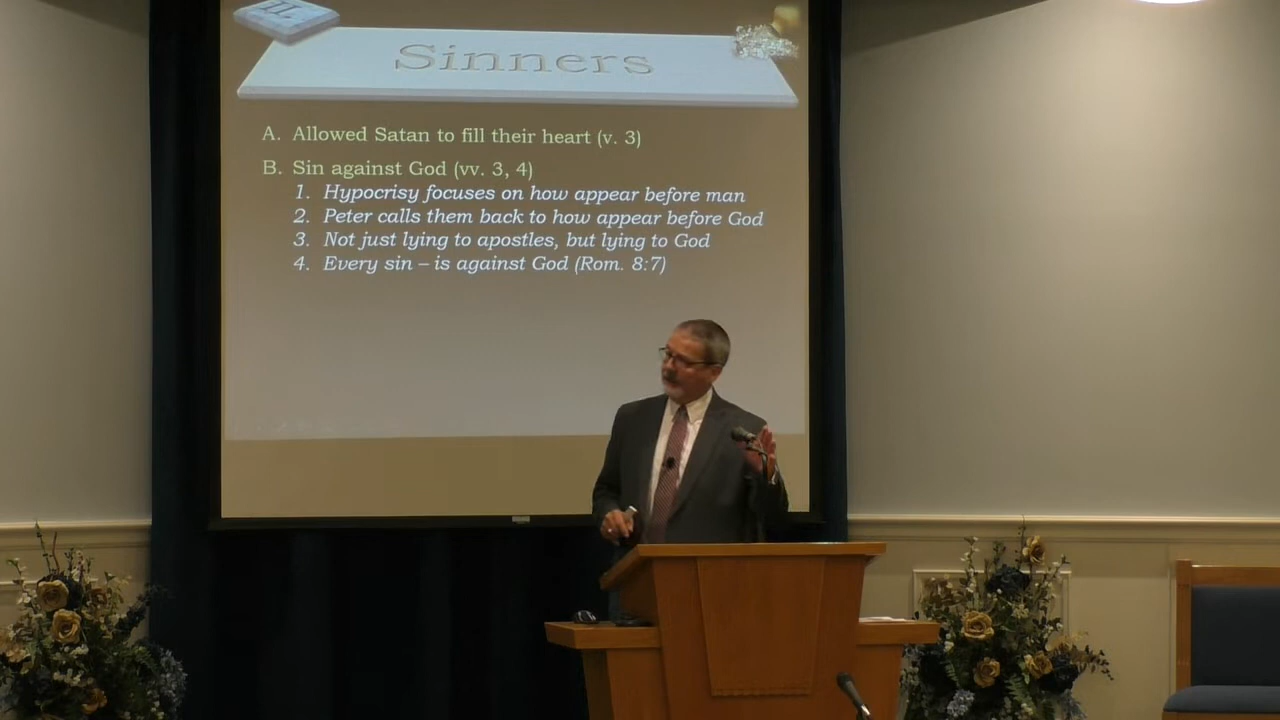 II.
Sinners
A. Allowed Satan to fill their heart (v. 3)
B. Sin against God (vv. 3, 4)
1. Hypocrisy focuses on how appear before man
2. Peter calls them back to how appear before God
3. Not just lying to apostles, but lying to God
4. Every sin – is against God (Rom. 8:7)